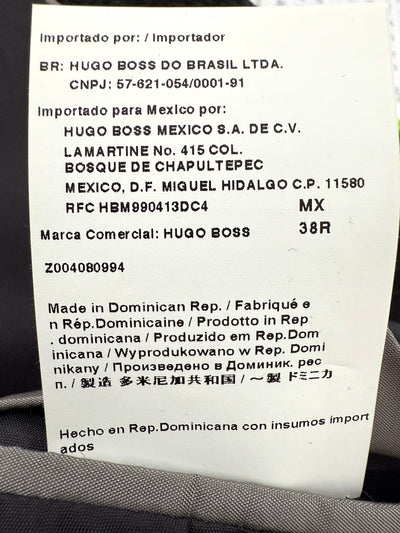 Importado por: / Importador
BR: HUGO BOSS DO BRASIL LTDA.
CNPJ: 57-621-054/0001-91
Importado para Mexico por:
HUGO BOSS MEXICO S.A. DE C.V.
LAMARTINE No. 415 COL.
BOSQUE DE CHAPULTEPEC
MEXICO, D.F. MIGUEL HIDALGO C.P. 11580
RFC HBM990413DC4 MX
Marca Comercial: HUGO BOSS 38R
Z004080994
Made in Dominican Rep. / Fabriqué e
n Rép.Dominicaine / Prodotto in Rep
. dominicana / Produzido em Rep.Dom
inicana / Wyprodukowano w Rep. Domi
nikany / Произведено в Доминик. рес
п. / 製造 多米尼加共和国 / ～製 ドミニカ
Hecho en Rep.Dominicana con insumos import
ados